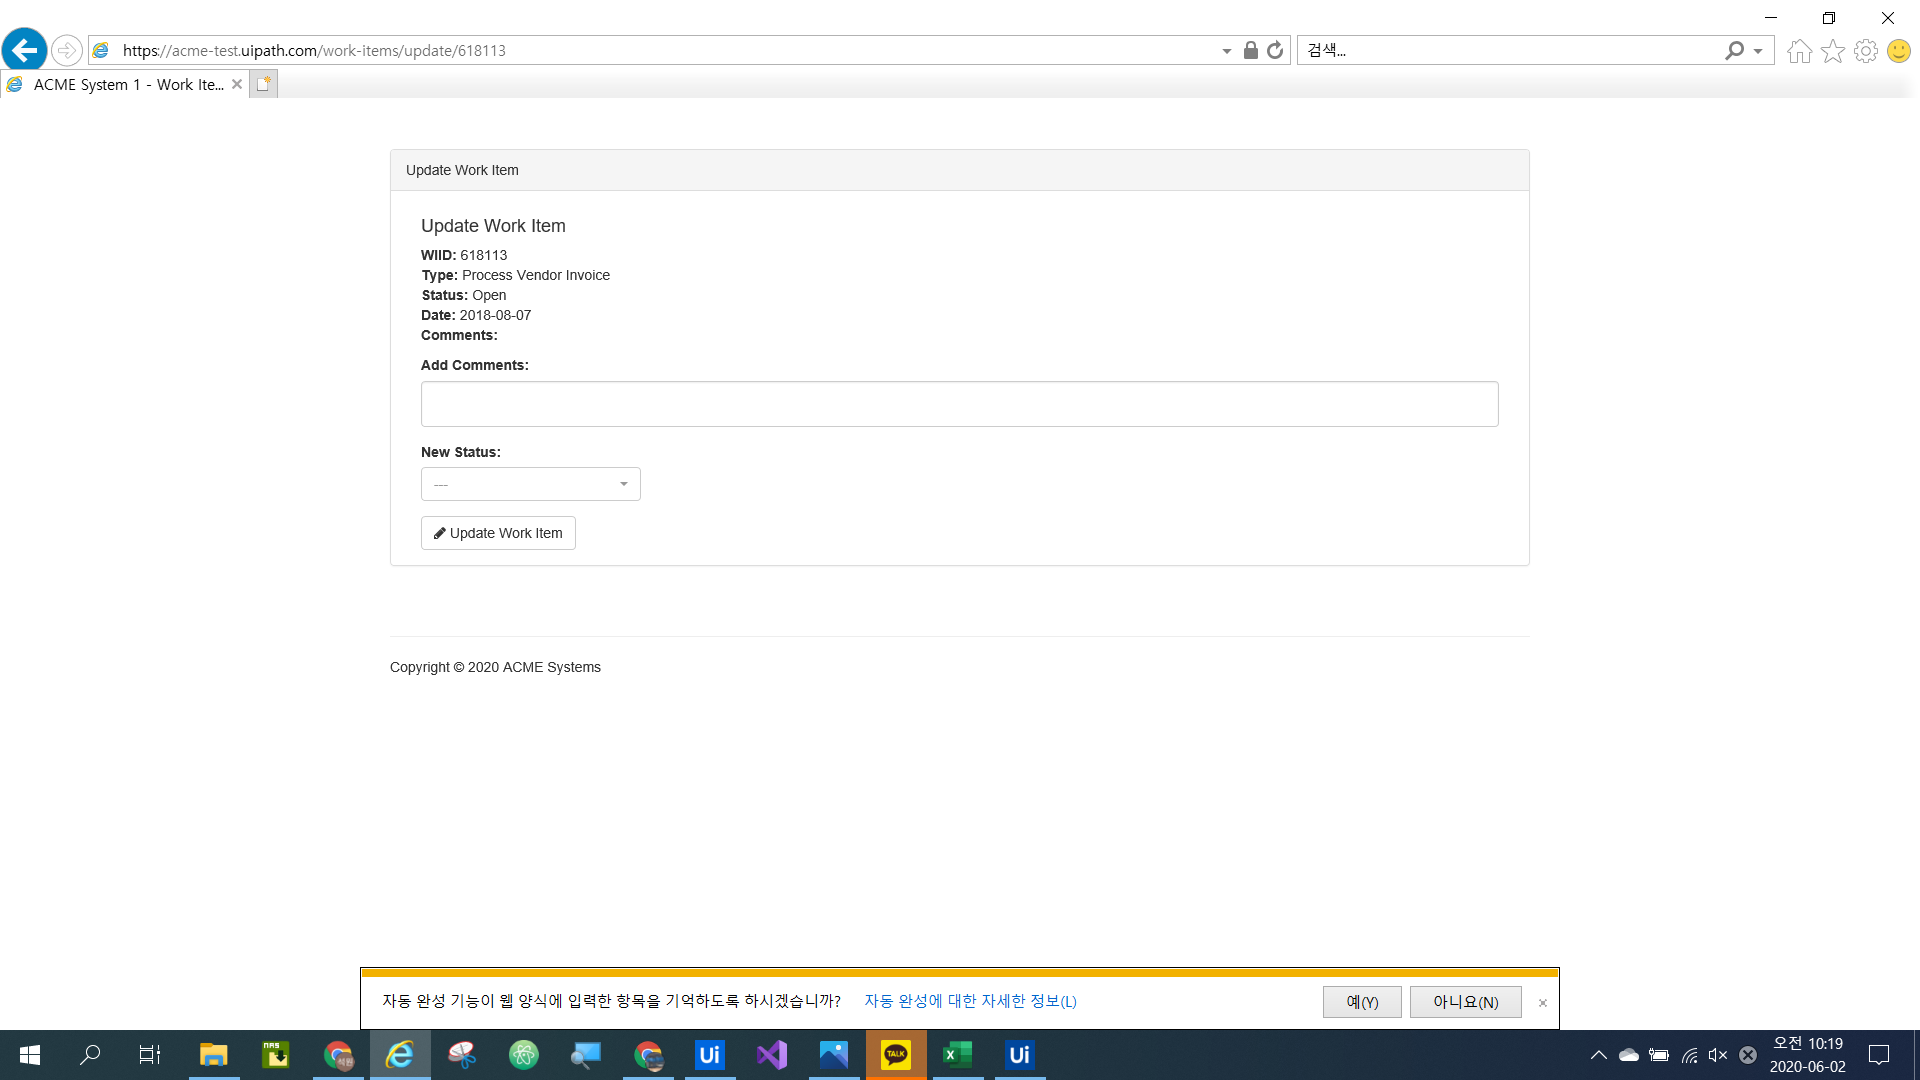 https://acme-test.uipath.com/work-items/update/618113
검색...
ACME System 1 - Work Ite...
Update Work Item
Update Work Item
WIID: 618113
Type: Process Vendor Invoice
Status: Open
Date: 2018-08-07
Comments:
Add Comments:
New Status:
---
Update Work Item
Copyright © 2020 ACME Systems
자동 완성 기능이 웹 양식에 입력한 항목을 기억하도록 하시겠습니까? 자동 완성에 대한 자세한 정보(L)
예(Y)
아니요(N)
NAS
Ui
TALK
X
Ui
오전 10:19
2020-06-02